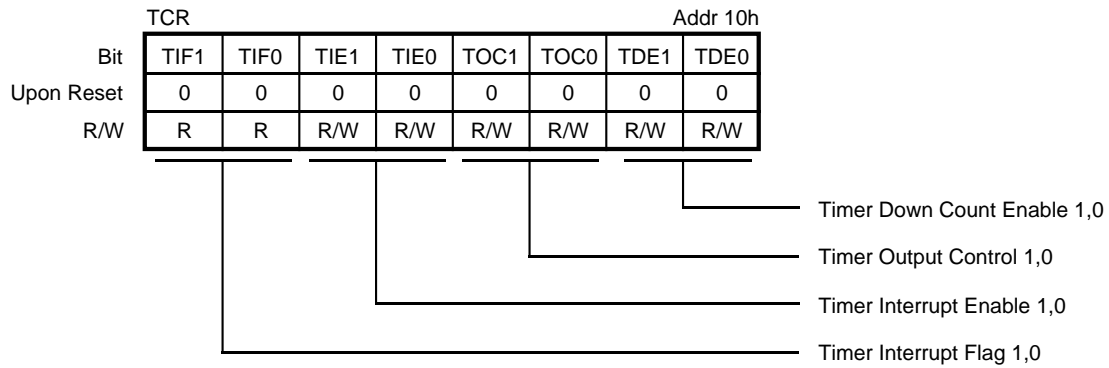 TCR Addr 10h
Bit TIF1 TIF0 TIE1 TIE0 TOC1 TOC0 TDE1 TDE0
Upon Reset 0 0 0 0 0 0 0 0
R/W R R R/W R/W R/W R/W R/W R/W
Timer Down Count Enable 1,0
Timer Output Control 1,0
Timer Interrupt Enable 1,0
Timer Interrupt Flag 1,0